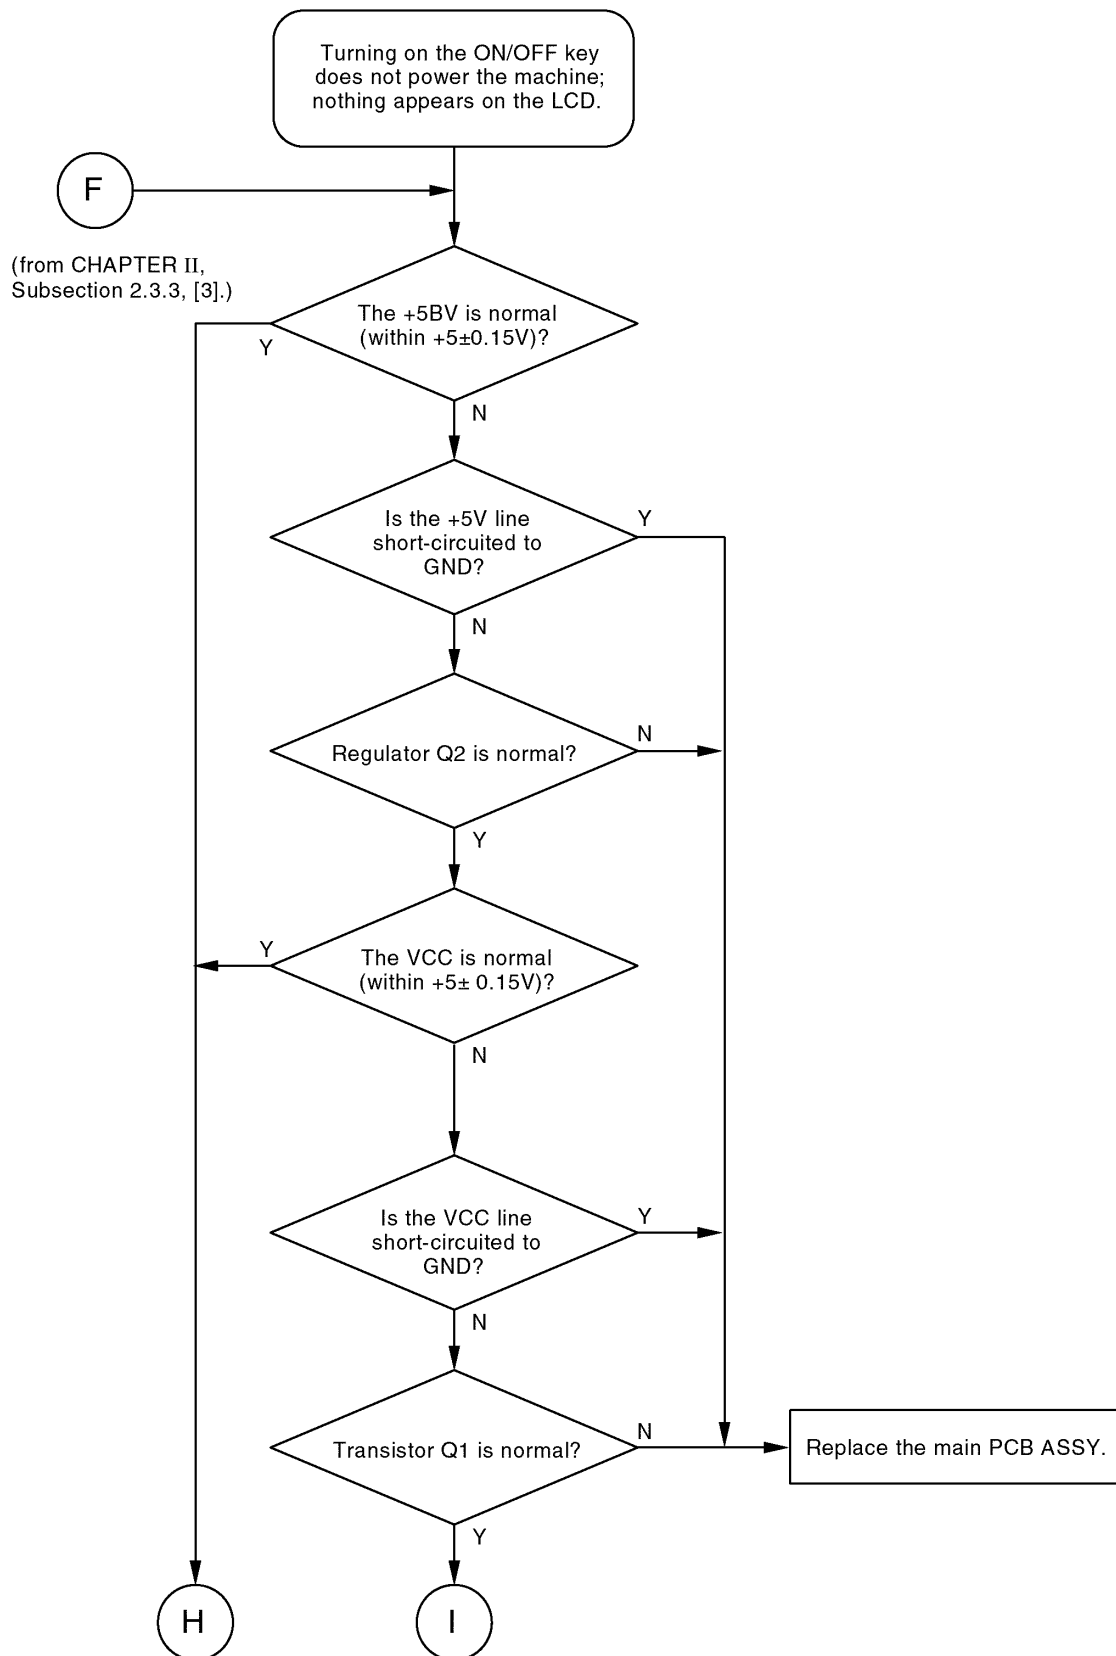 Turning on the ON/OFF key
does not power the machine;
nothing appears on the LCD.
F
(from CHAPTER II,
Subsection 2.3.3, [3].)
The +5BV is normal
(within +5±0.15V)?
Y
N
Is the +5V line
short-circuited to
GND?
Y
N
Regulator Q2 is normal?
N
Y
The VCC is normal
(within +5± 0.15V)?
Y
N
Is the VCC line
short-circuited to
GND?
Y
N
Transistor Q1 is normal?
N
Replace the main PCB ASSY.
Y
H
I